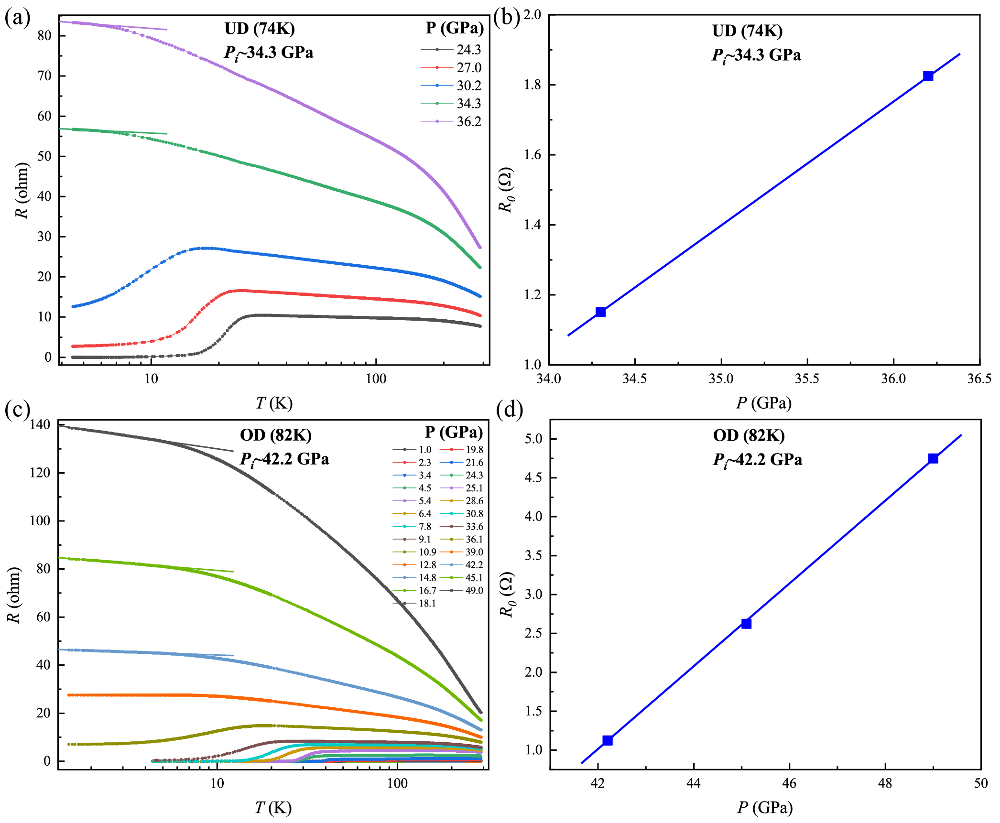 (a)
UD (74K)
Pi~34.3 GPa
P (GPa)
24.3
27.0
30.2
34.3
36.2
R (ohm)
80
70
60
50
40
30
20
10
0
10
100
T (K)
(b)
UD (74K)
Pi~34.3 GPa
R0 (Ω)
2.0
1.8
1.6
1.4
1.2
1.0
34.0
34.5
35.0
35.5
36.0
36.5
P (GPa)
(c)
OD (82K)
Pi~42.2 GPa
P (GPa)
1.0 19.8
2.3 21.6
3.4 24.3
4.5 25.1
5.4 28.6
6.4 30.8
7.8 33.6
9.1 36.1
10.9 39.0
12.8 42.2
14.8 45.1
16.7 49.0
18.1
R (ohm)
140
120
100
80
60
40
20
0
10
100
T (K)
(d)
OD (82K)
Pi~42.2 GPa
R0 (Ω)
5.0
4.5
4.0
3.5
3.0
2.5
2.0
1.5
1.0
42
44
46
48
50
P (GPa)